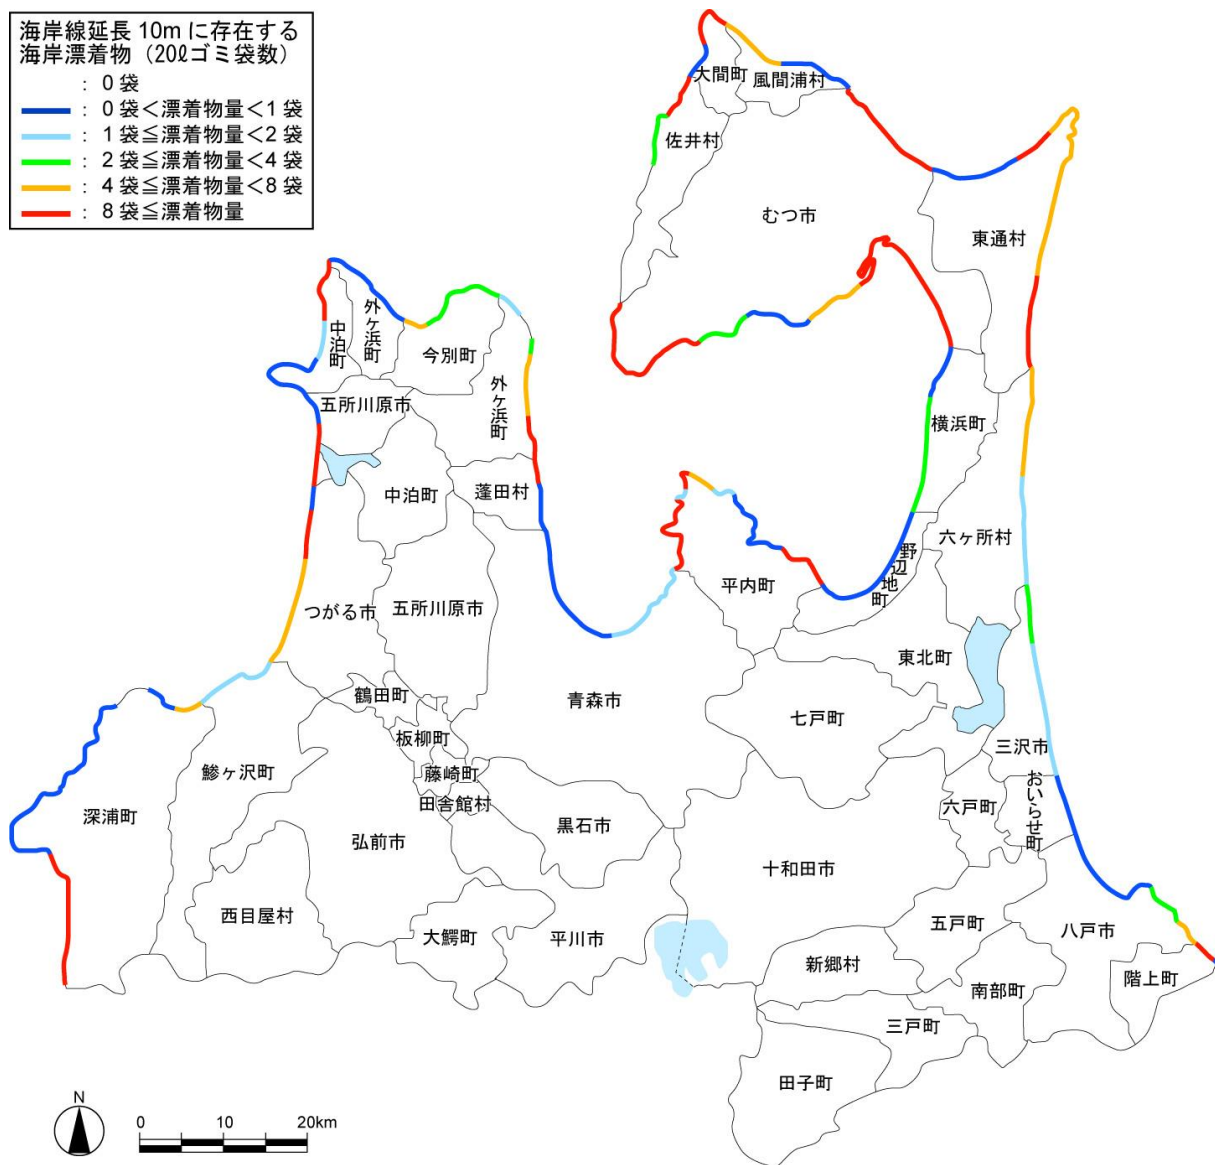 海岸線延長 10m に存在する
海岸漂着物（20ℓゴミ袋数）
： 0 袋
： 0 袋＜漂着物量＜1 袋
： 1 袋≦漂着物量＜2 袋
： 2 袋≦漂着物量＜4 袋
： 4 袋≦漂着物量＜8 袋
： 8 袋≦漂着物量
大間町
風間浦村
佐井村
むつ市
東通村
中泊町
外ヶ浜町
今別町
五所川原市
外ヶ浜町
横浜町
中泊町
蓬田村
六ヶ所村
野辺地町
平内町
つがる市
五所川原市
東北町
鶴田町
青森市
七戸町
板柳町
三沢市
鰺ヶ沢町
藤崎町
おいらせ町
田舎館村
六戸町
深浦町
弘前市
黒石市
十和田市
西目屋村
五戸町
八戸市
大鰐町
平川市
新郷村
階上町
南部町
三戸町
田子町
N
0 10 20km